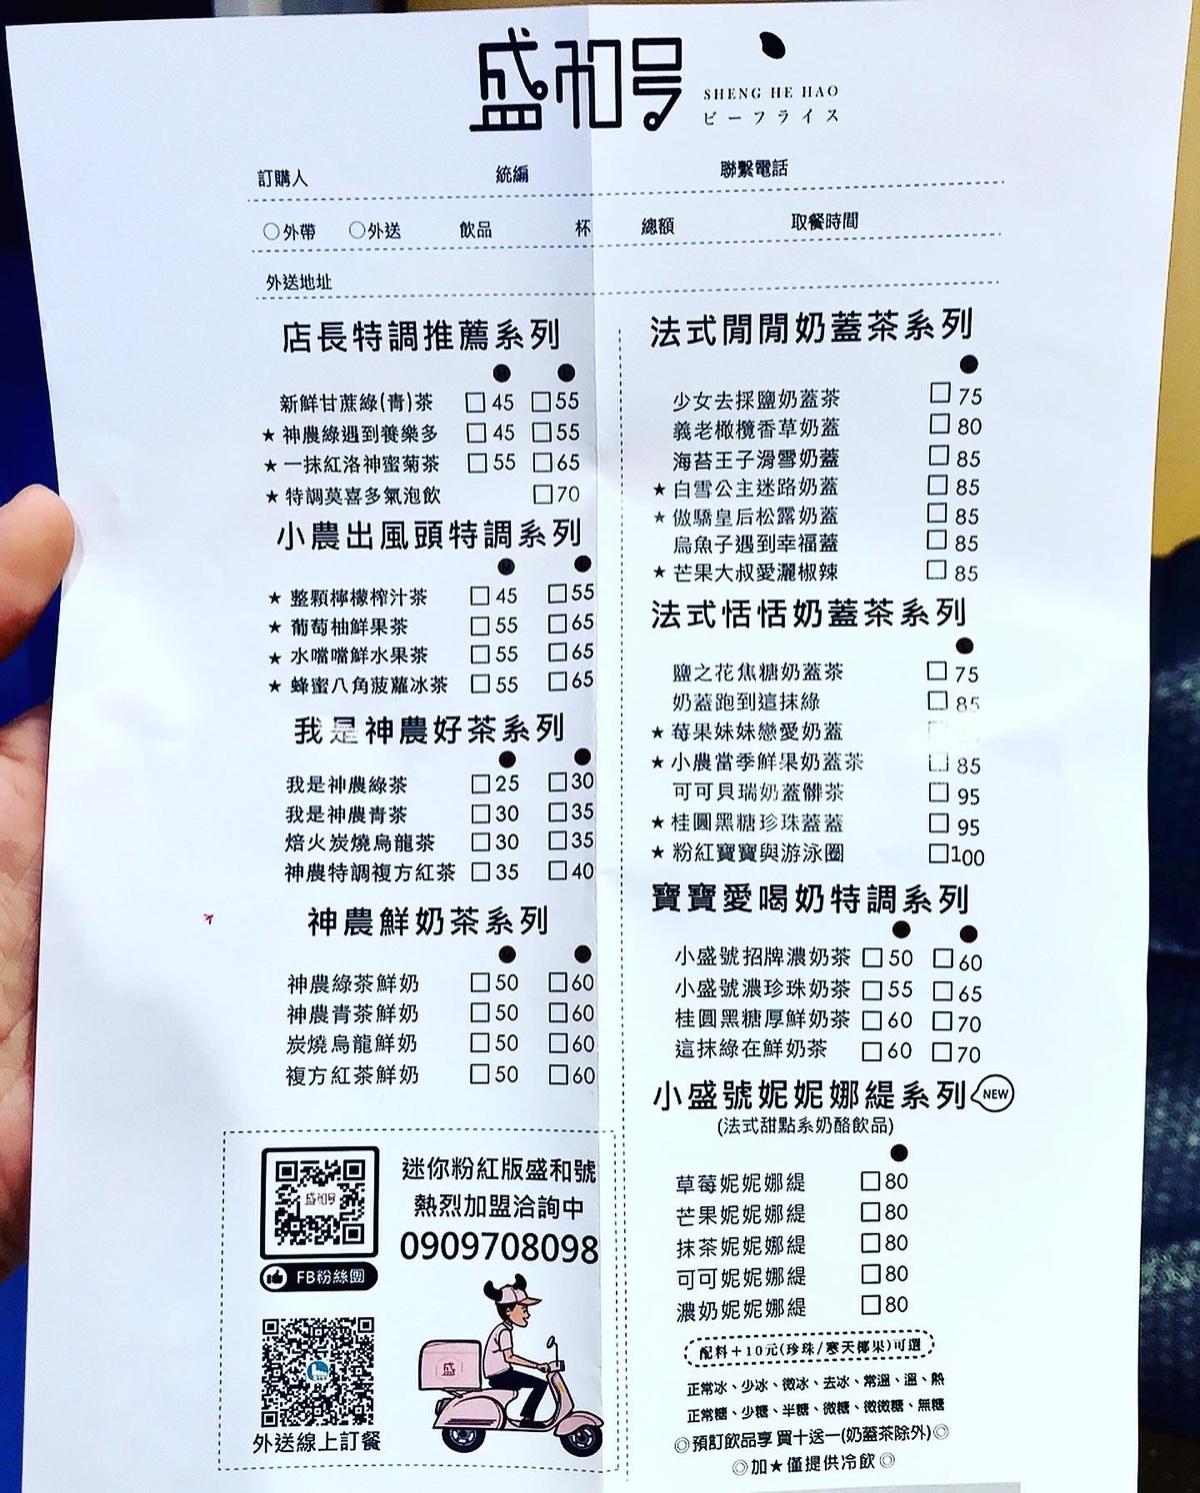 盛和号
SHENG HE HAO
ビーフライス
訂購人 統編 聯繫電話
○外帶 ○外送 飲品 杯 總額 取餐時間
外送地址
店長特調推薦系列
M L
新鮮甘蔗綠(青)茶 45 55
★神農綠遇到養樂多 45 55
★一抹紅洛神蜜菊茶 55 65
★特調莫喜多氣泡飲 70
小農出風頭特調系列
M L
★整顆檸檬榨汁茶 45 55
★葡萄柚鮮果茶 55 65
★水噹噹鮮水果茶 55 65
★蜂蜜八角菠蘿冰茶 55 65
我是神農好茶系列
我是神農綠茶 25 30
我是神農青茶 30 35
焙火炭燒烏龍茶 30 35
神農特調複方紅茶 35 40
神農鮮奶茶系列
神農綠茶鮮奶 50 60
神農青茶鮮奶 50 60
炭燒烏龍鮮奶 50 60
複方紅茶鮮奶 50 60
盛和号
迷你粉紅版盛和號
熱烈加盟洽詢中
0909708098
FB粉絲團
盛
外送線上訂餐
法式閒閒奶蓋茶系列
少女去採鹽奶蓋茶 75
義老橄欖香草奶蓋 80
海苔王子滑雪奶蓋 85
★白雪公主迷路奶蓋 85
★傲驕皇后松露奶蓋 85
烏魚子遇到幸福蓋 85
★芒果大叔愛灑椒辣 85
法式恬恬奶蓋茶系列
鹽之花焦糖奶蓋茶 75
奶蓋跑到這抹綠 85
★莓果妹妹戀愛奶蓋
★小農當季鮮果奶蓋茶 85
可可貝瑞奶蓋髒茶 95
★桂圓黑糖珍珠蓋蓋 95
★粉紅寶寶與游泳圈 100
寶寶愛喝奶特調系列
小盛號招牌濃奶茶 50 60
小盛號濃珍珠奶茶 55 65
桂圓黑糖厚鮮奶茶 60 70
這抹綠在鮮奶茶 60 70
小盛號妮妮娜緹系列 NEW
(法式甜點系奶酪飲品)
草莓妮妮娜緹 80
芒果妮妮娜緹 80
抹茶妮妮娜緹 80
可可妮妮娜緹 80
濃奶妮妮娜緹 80
配料+10元(珍珠/寒天椰果)可選
正常冰、少冰、微冰、去冰、常溫、溫、熱
正常糖、少糖、半糖、微糖、微微糖、無糖
◎預訂飲品享 買十送一(奶蓋茶除外)◎
◎加★僅提供冷飲◎